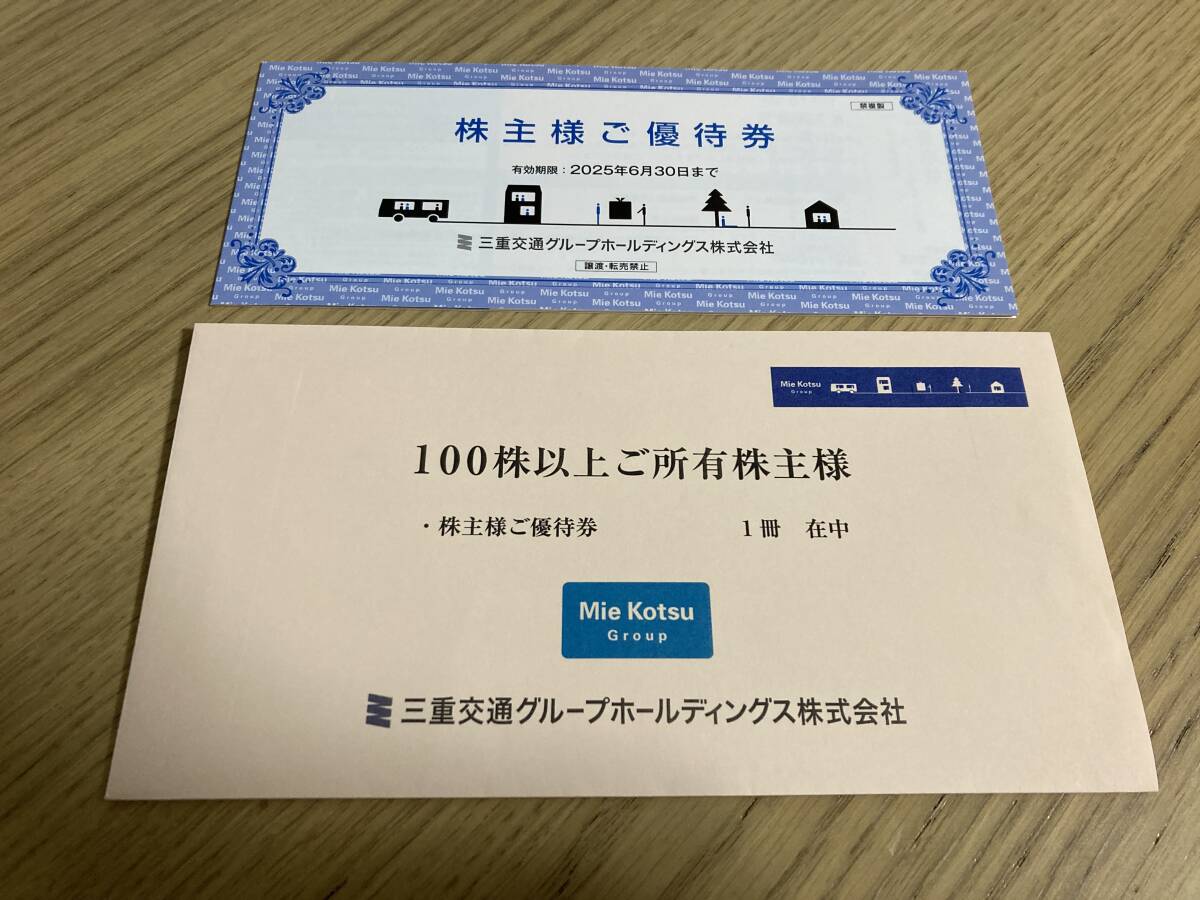 禁複製
株主様ご優待券
有効期限：2025年6月30日まで
三重交通グループホールディングス株式会社
譲渡・転売禁止
Mie Kotsu
Group
100株以上ご所有株主様
・株主様ご優待券 1冊 在中
Mie Kotsu
Group
三重交通グループホールディングス株式会社